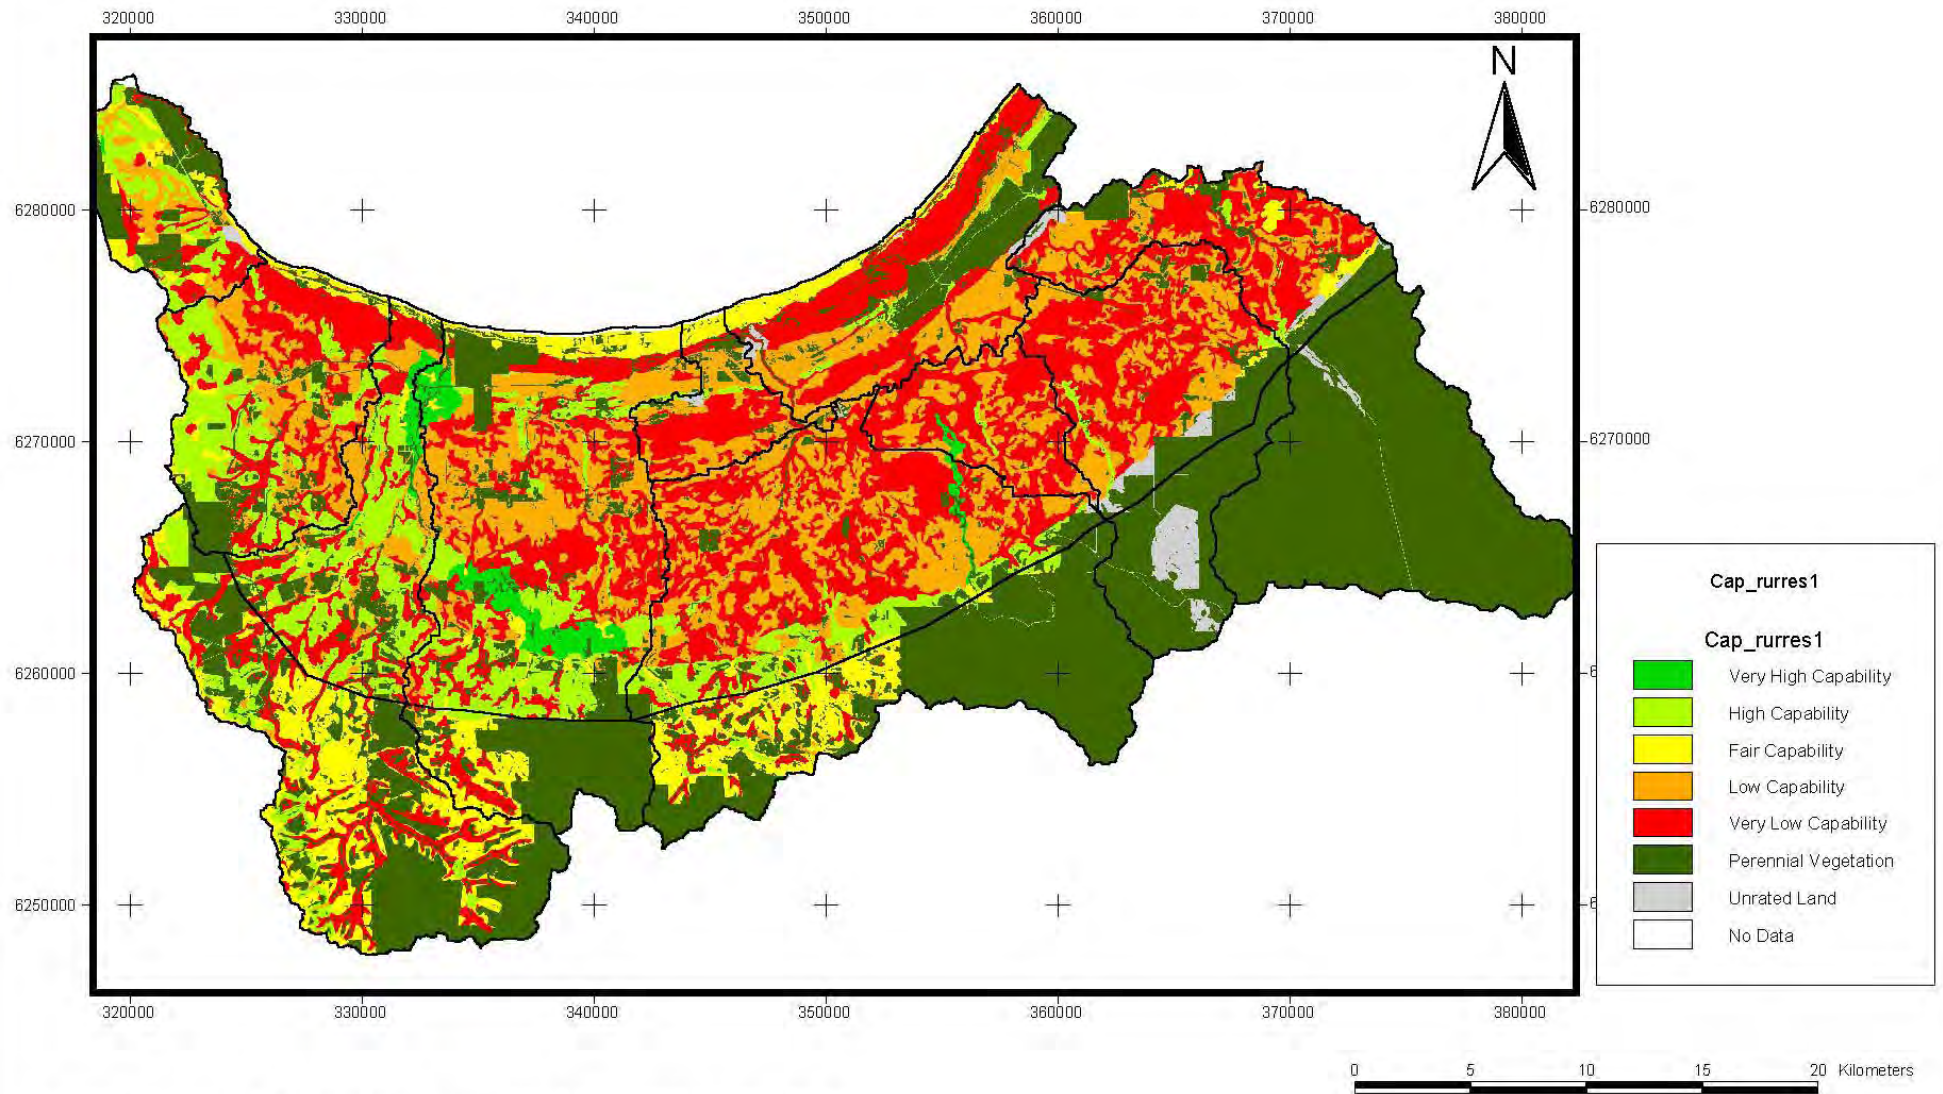 320000 330000 340000 350000 360000 370000 380000
N
6280000 6280000
6270000 6270000
6260000 6
6250000 6
Cap_rurres1
Cap_rurres1
Very High Capability
High Capability
Fair Capability
Low Capability
Very Low Capability
Perennial Vegetation
Unrated Land
No Data
320000 330000 340000 350000 360000 370000 380000
0 5 10 15 20 Kilometers